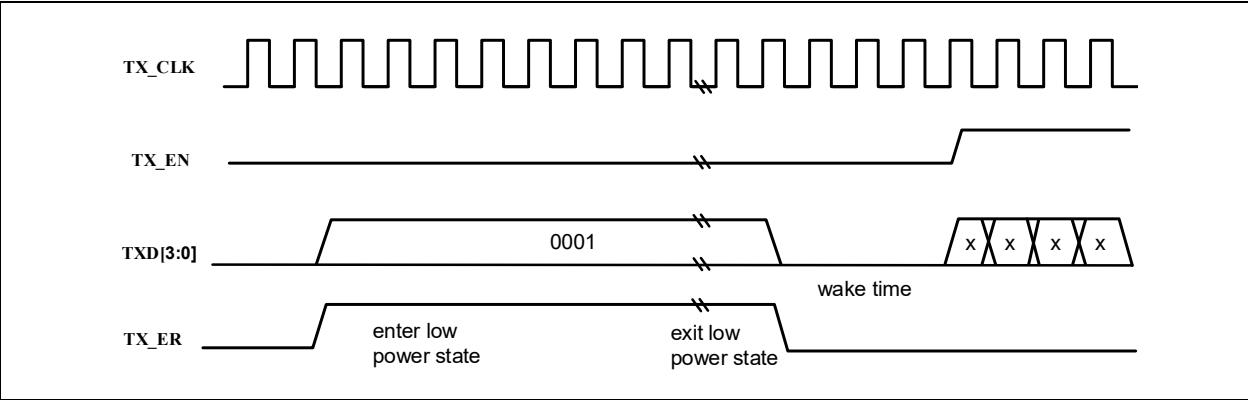 TX_CLK
TX_EN
TXD[3:0]
0001
x x x x
wake time
TX_ER
enter low
power state
exit low
power state